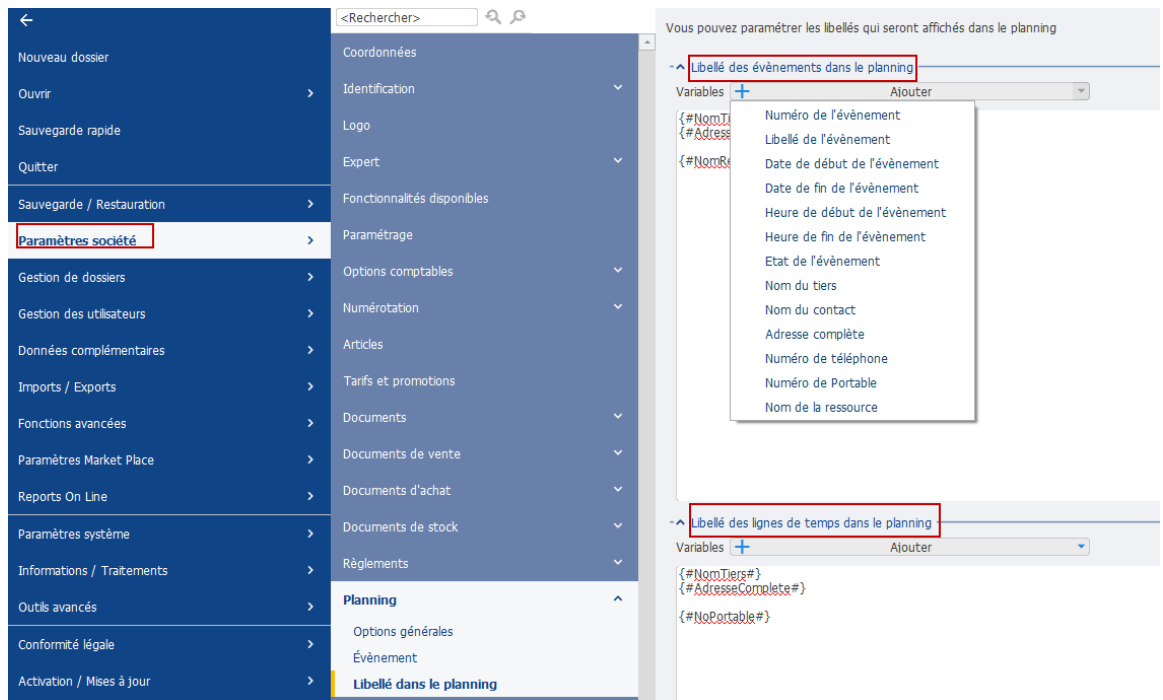 Nouveau dossier
Ouvrir
Sauvegarde rapide
Quitter
Sauvegarde / Restauration
Paramètres société
Gestion de dossiers
Gestion des utilisateurs
Données complémentaires
Imports / Exports
Fonctions avancées
Paramètres Market Place
Reports On Line
Paramètres système
Informations / Traitements
Outils avancés
Conformité légale
Activation / Mises à jour
<Rechercher>
Coordonnées
Identification
Logo
Expert
Fonctionnalités disponibles
Paramétrage
Options comptables
Numérotation
Articles
Tarifs et promotions
Documents
Documents de vente
Documents d'achat
Documents de stock
Règlements
Planning
Options générales
Évènement
Libellé dans le planning
Vous pouvez paramétrer les libellés qui seront affichés dans le planning
Libellé des évènements dans le planning
Variables + Ajouter
{#NomTi
{#Adress
{#NomRe
Numéro de l'évènement
Libellé de l'évènement
Date de début de l'évènement
Date de fin de l'évènement
Heure de début de l'évènement
Heure de fin de l'évènement
Etat de l'évènement
Nom du tiers
Nom du contact
Adresse complète
Numéro de téléphone
Numéro de Portable
Nom de la ressource
Libellé des lignes de temps dans le planning
Variables + Ajouter
{#NomTiers#}
{#AdresseComplete#}
{#NoPortable#}